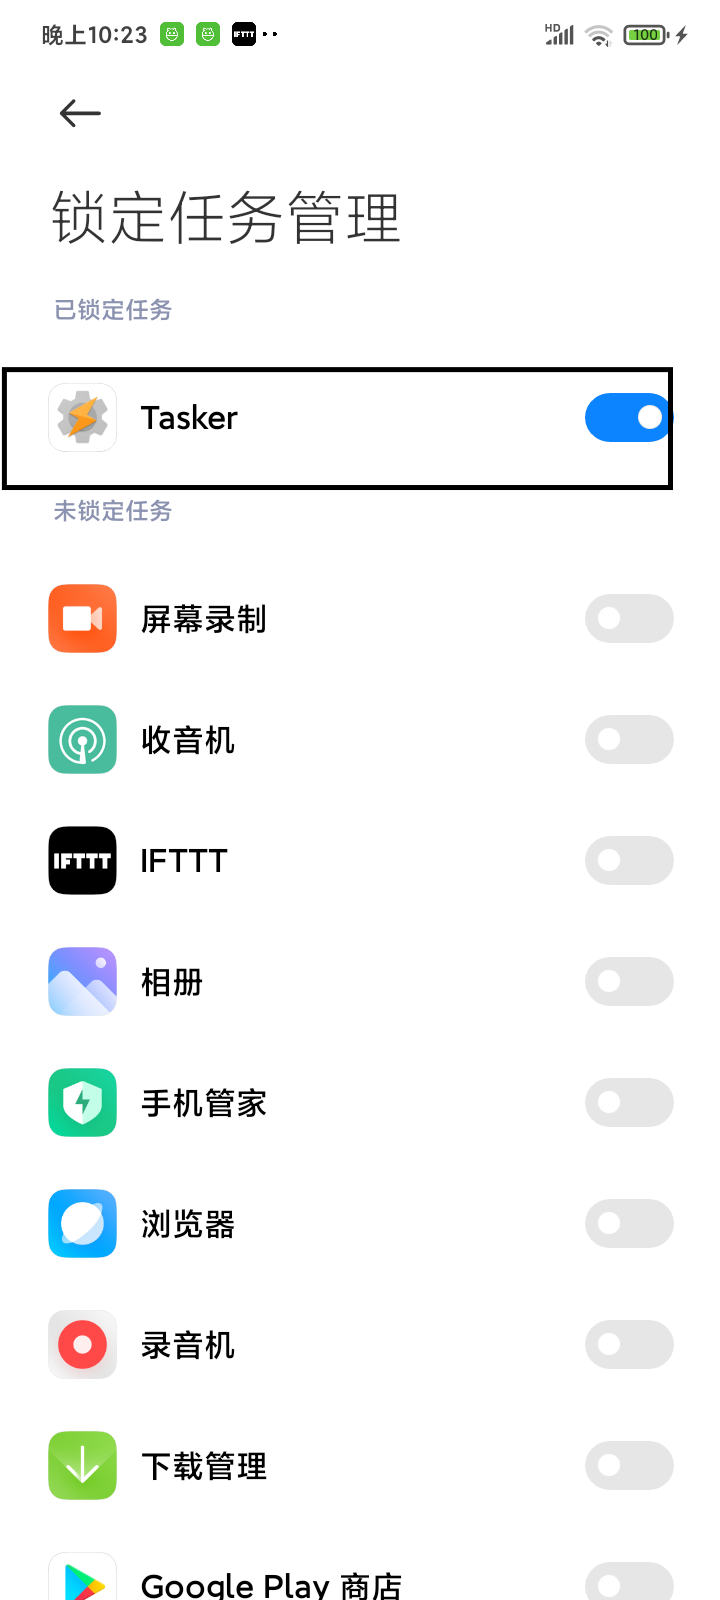 晚上10:23 IFTTT HD 100
锁定任务管理
已锁定任务
Tasker
未锁定任务
屏幕录制
收音机
IFTTT IFTTT
相册
手机管家
浏览器
录音机
下载管理
Google Play 商店